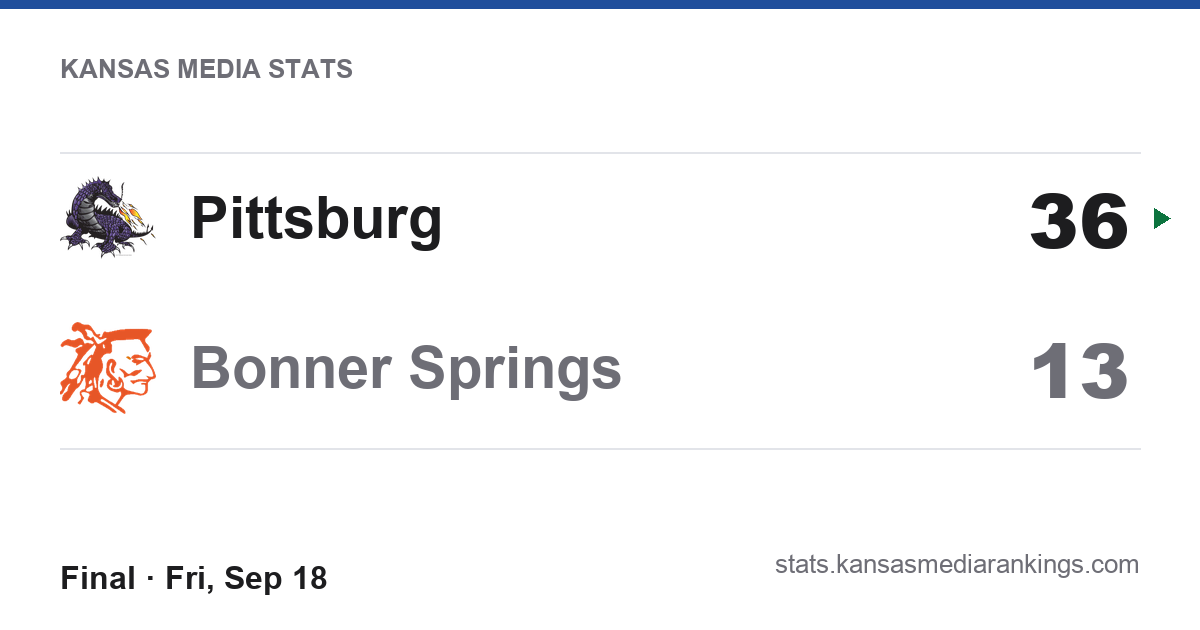 KANSAS MEDIA STATS
Pittsburg 36
Bonner Springs 13
Final · Fri, Sep 18
stats.kansasmediarankings.com